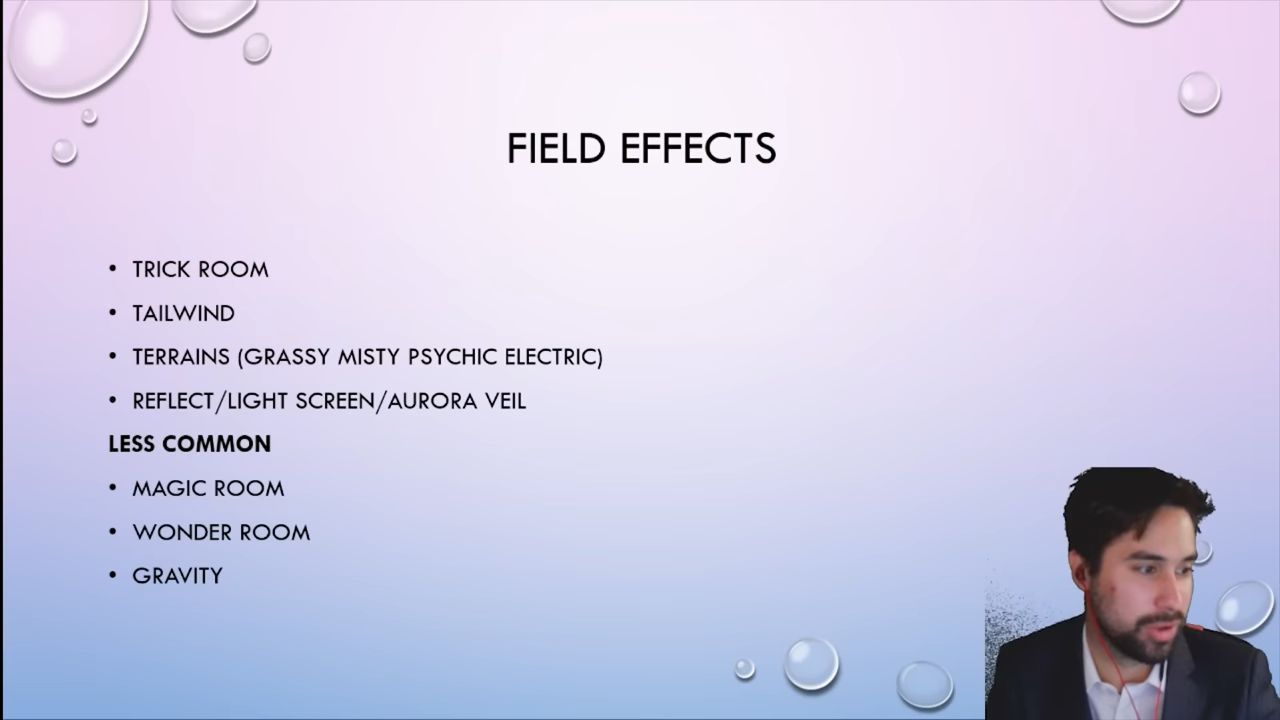 FIELD EFFECTS
• TRICK ROOM
• TAILWIND
• TERRAINS (GRASSY MISTY PSYCHIC ELECTRIC)
• REFLECT/LIGHT SCREEN/AURORA VEIL
LESS COMMON
• MAGIC ROOM
• WONDER ROOM
• GRAVITY